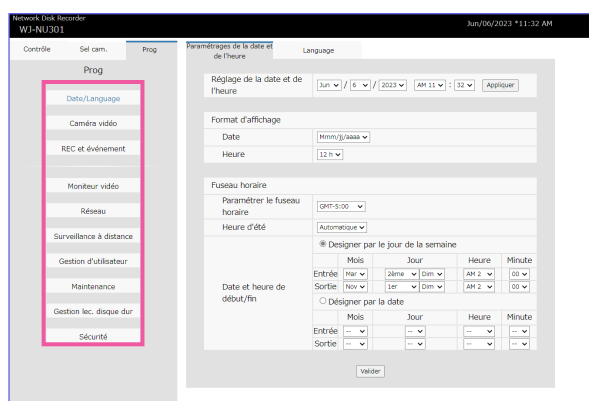 Network Disk Recorder
WJ-NU301
Jun/06/2023 *11:32 AM
Contrôle Sel cam. Prog
Prog
Date/Language
Caméra vidéo
REC et événement
Moniteur vidéo
Réseau
Surveillance à distance
Gestion d'utilisateur
Maintenance
Gestion lec. disque dur
Sécurité
Paramétrages de la date et de l'heure
Language
Réglage de la date et de l'heure
Jun / 6 / 2023 AM 11 : 32 Appliquer
Format d'affichage
Date Mmm/jj/aaaa
Heure 12 h
Fuseau horaire
Paramétrer le fuseau horaire
GMT-5:00
Heure d'été Automatique
Date et heure de début/fin
Designer par le jour de la semaine
Mois Jour Heure Minute
Entrée Mar 2ème Dim AM 2 00
Sortie Nov 1er Dim AM 2 00
Désigner par la date
Mois Jour Heure Minute
Entrée -- -- -- --
Sortie -- -- -- --
Valider